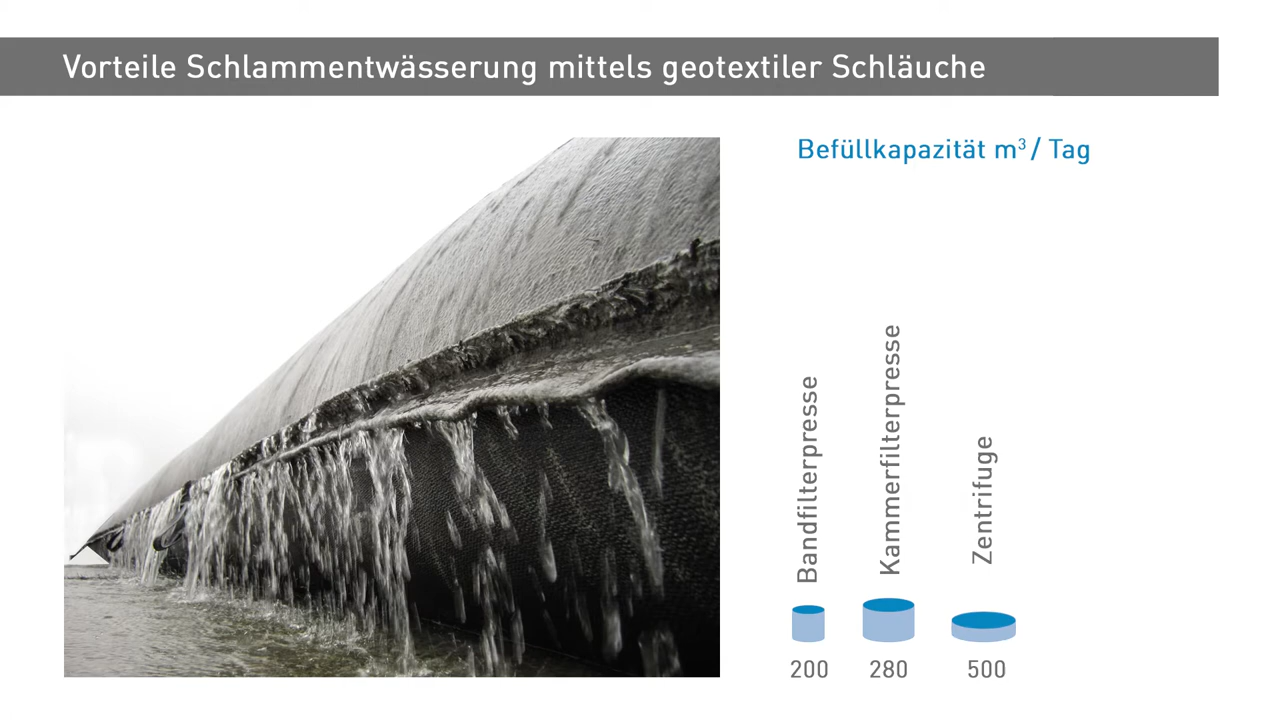 Vorteile Schlammentwässerung mittels geotextiler Schläuche
Befüllkapazität m³ / Tag
Bandfilterpresse
Kammerfilterpresse
Zentrifuge
200
280
500